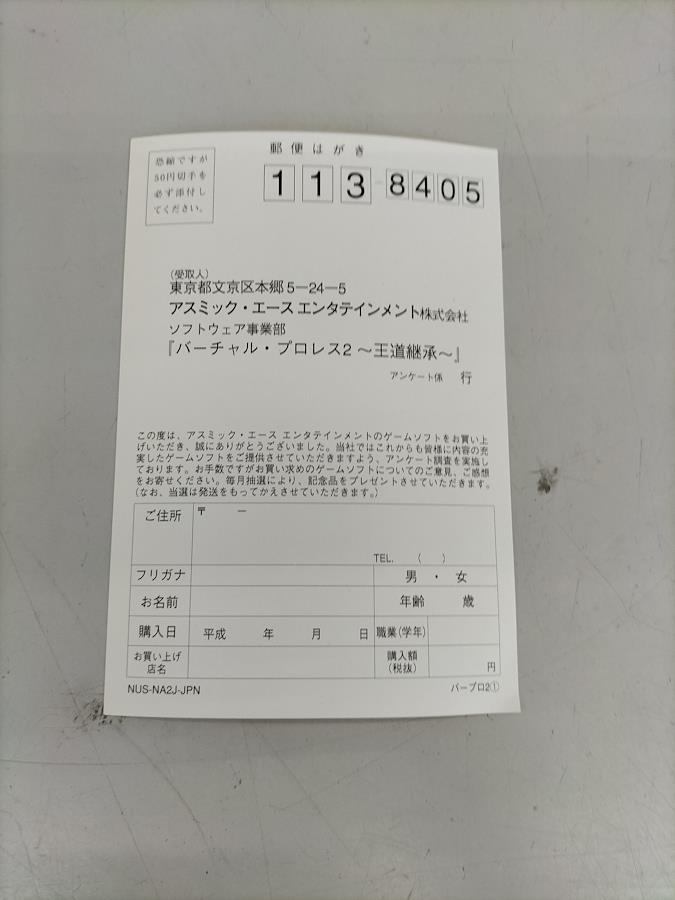 郵便はがき
恐縮ですが
50円切手を
必ず添付し
てください。
113-8405
(受取人)
東京都文京区本郷5-24-5
アスミック・エース エンタテインメント株式会社
ソフトウェア事業部
『バーチャル・プロレス2 ～王道継承～』
アンケート係 行
この度は、アスミック・エース エンタテインメントのゲームソフトをお買い上
げいただき、誠にありがとうございました。当社ではこれからも皆様に内容の充
実したゲームソフトをご提供させていただきますよう、アンケート調査を実施し
ております。お手数ですがお買い求めのゲームソフトについてのご意見、ご感想
をお寄せください。毎月抽選により、記念品をプレゼントさせていただきます。
(なお、当選は発送をもってかえさせていただきます。)
ご住所 〒 －
TEL. ( )
フリガナ 男・女
お名前 年齢 歳
購入日 平成 年 月 日 職業(学年)
お買い上げ
店名
購入額
(税抜) 円
NUS-NA2J-JPN バープロ2①